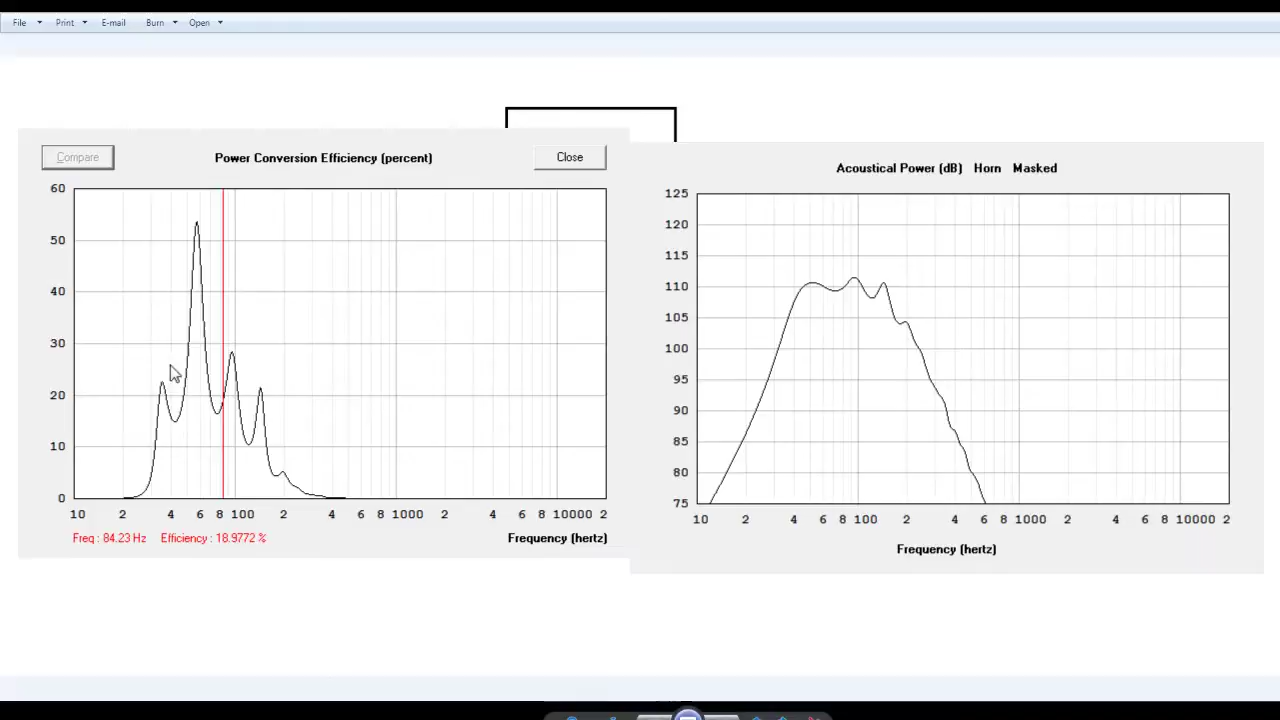 File Print E-mail Burn Open
Compare Power Conversion Efficiency (percent) Close
60
50
40
30
20
10
0
10 2 4 6 8 100 2 4 6 8 1000 2 4 6 8 10000 2
Freq : 84.23 Hz Efficiency : 18.9772 % Frequency (hertz)
Acoustical Power (dB) Horn Masked
125
120
115
110
105
100
95
90
85
80
75
10 2 4 6 8 100 2 4 6 8 1000 2 4 6 8 10000 2
Frequency (hertz)